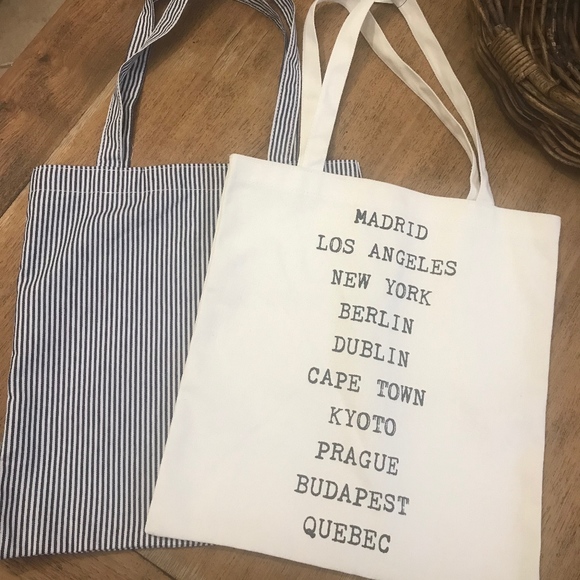 MADRID
LOS ANGELES
NEW YORK
BERLIN
DUBLIN
CAPE TOWN
KYOTO
PRAGUE
BUDAPEST
QUEBEC